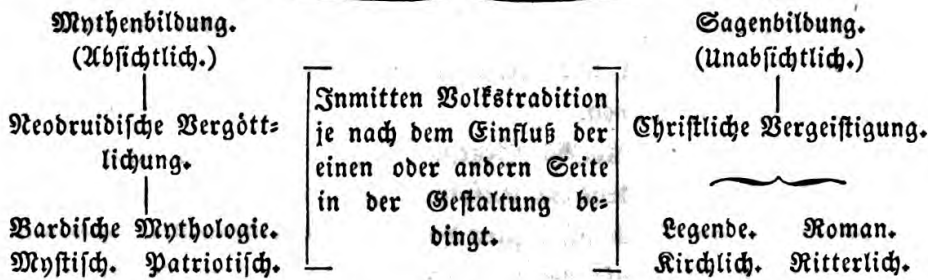 Mythenbildung.
(Absichtlich.)
Neodruidische Vergött=
lichung.
Bardische Mythologie.
Mystisch. Patriotisch.
Inmitten Volkstradition
je nach dem Einfluß der
einen oder andern Seite
in der Gestaltung be=
dingt.
Sagenbildung.
(Unabsichtlich.)
Christliche Vergeistigung.
Legende. Roman.
Kirchlich. Ritterlich.